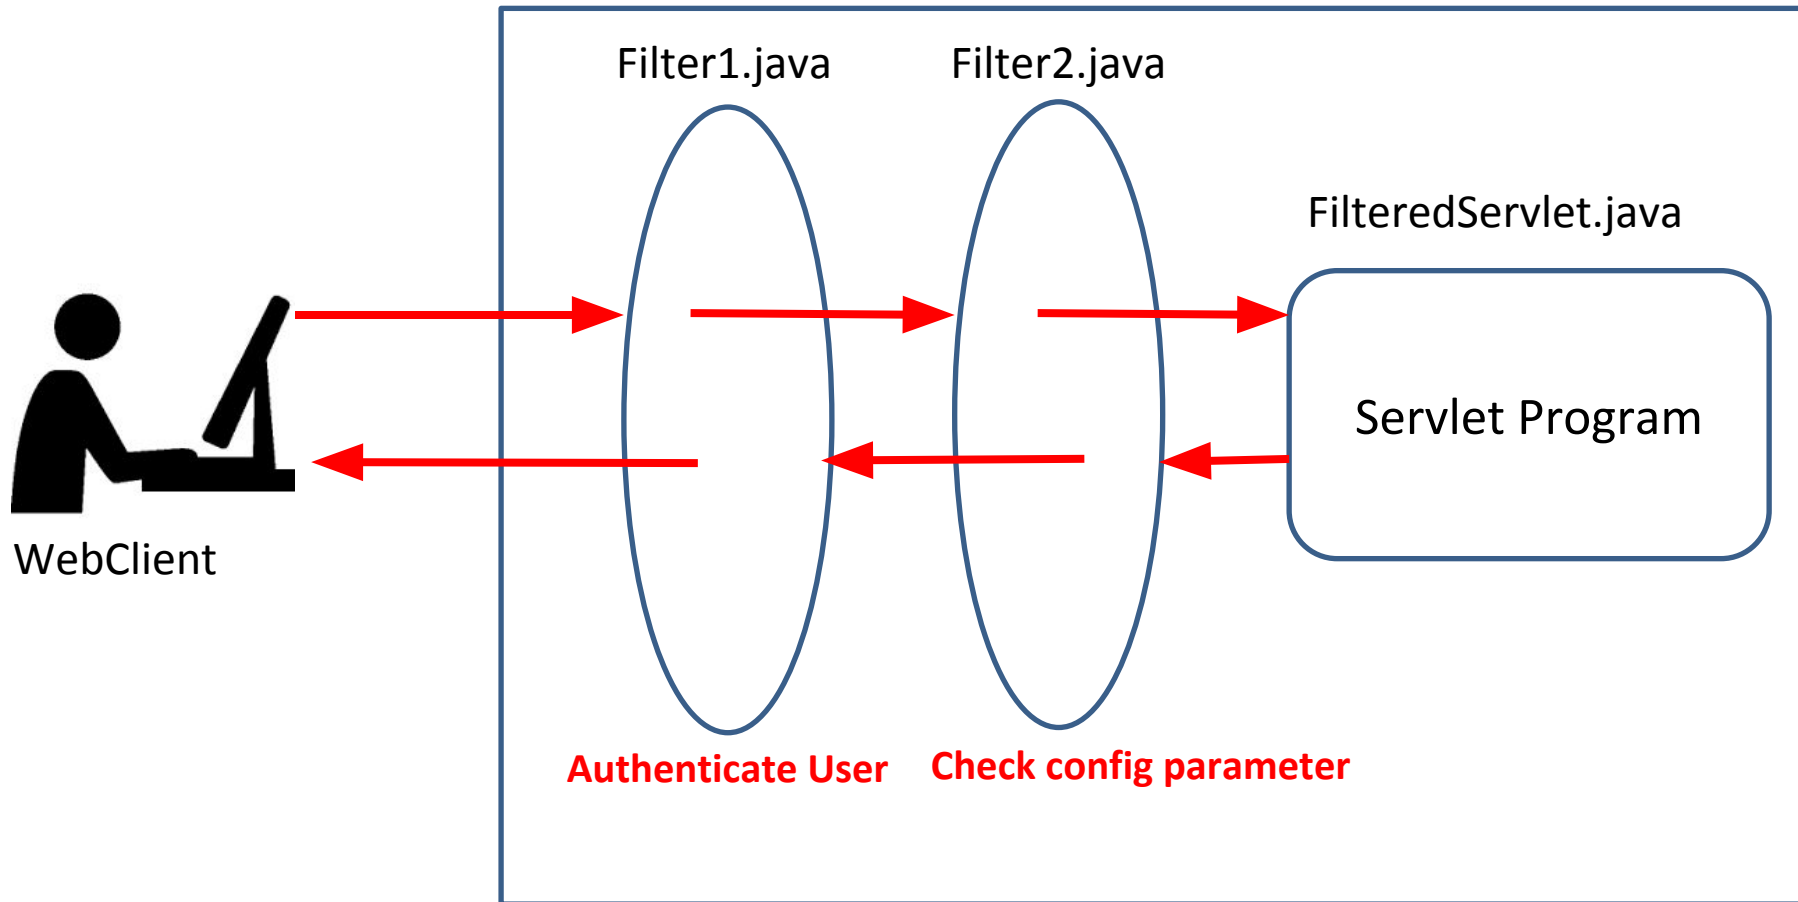 Filter1.java
Filter2.java
FilteredServlet.java
Servlet Program
WebClient
Authenticate User
Check config parameter